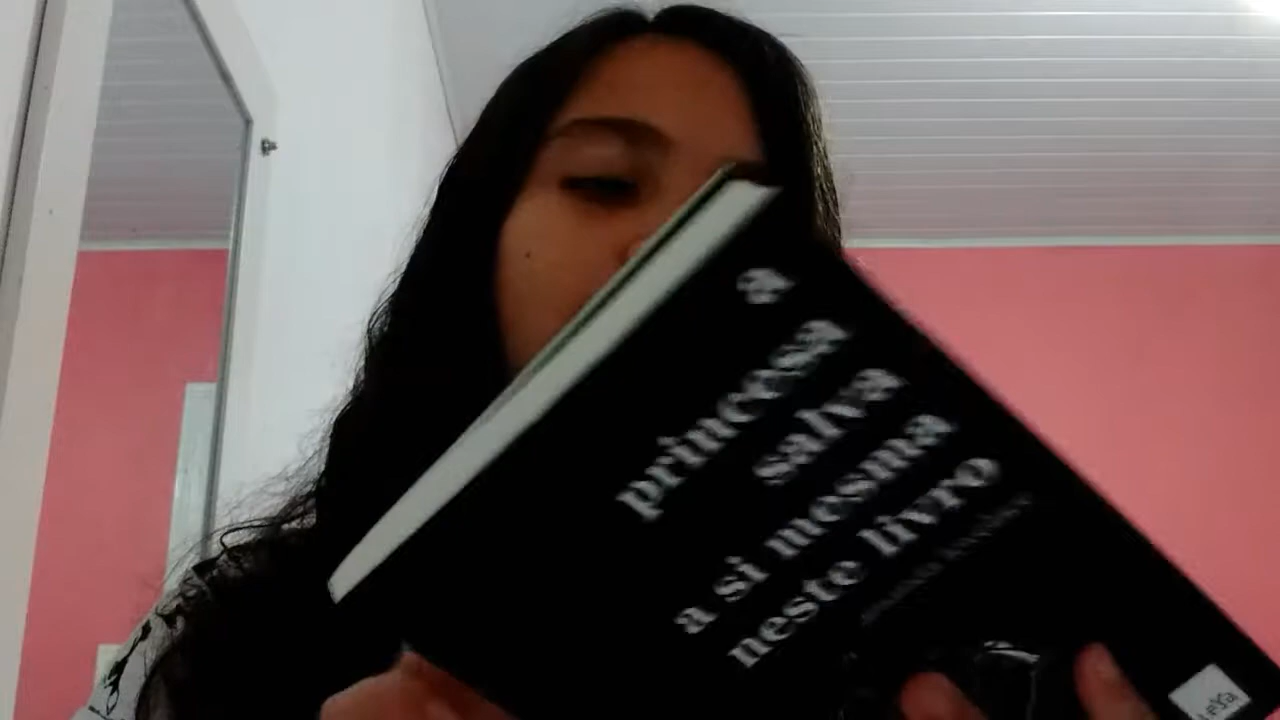 a
princesa
salva
a si mesma
neste livro